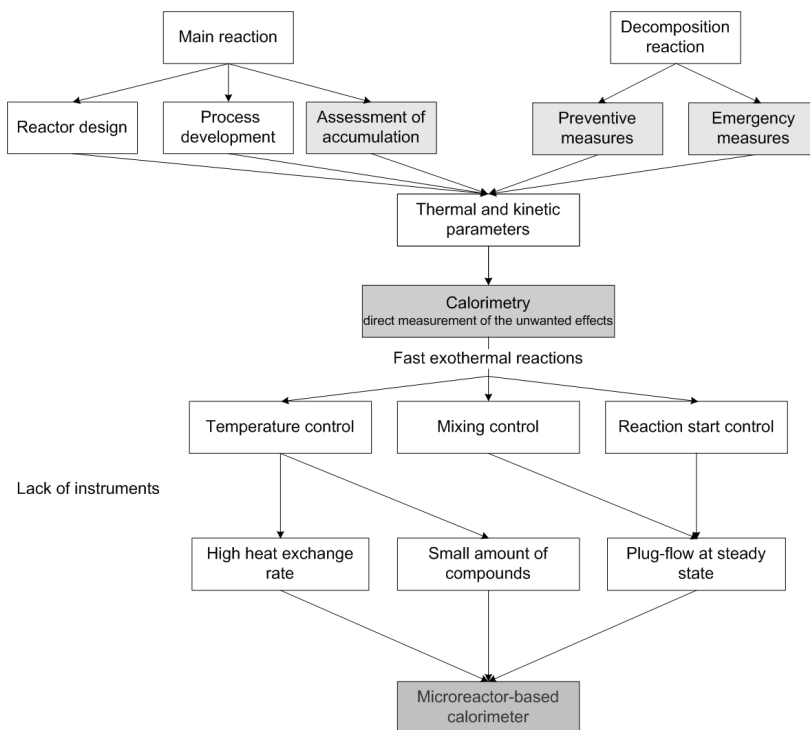 Main reaction
Decomposition
reaction
Reactor design
Process
development
Assessment of
accumulation
Preventive
measures
Emergency
measures
Thermal and kinetic
parameters
Calorimetry
direct measurement of the unwanted effects
Fast exothermal reactions
Temperature control
Mixing control
Reaction start control
Lack of instruments
High heat exchange
rate
Small amount of
compounds
Plug-flow at steady
state
Microreactor-based
calorimeter